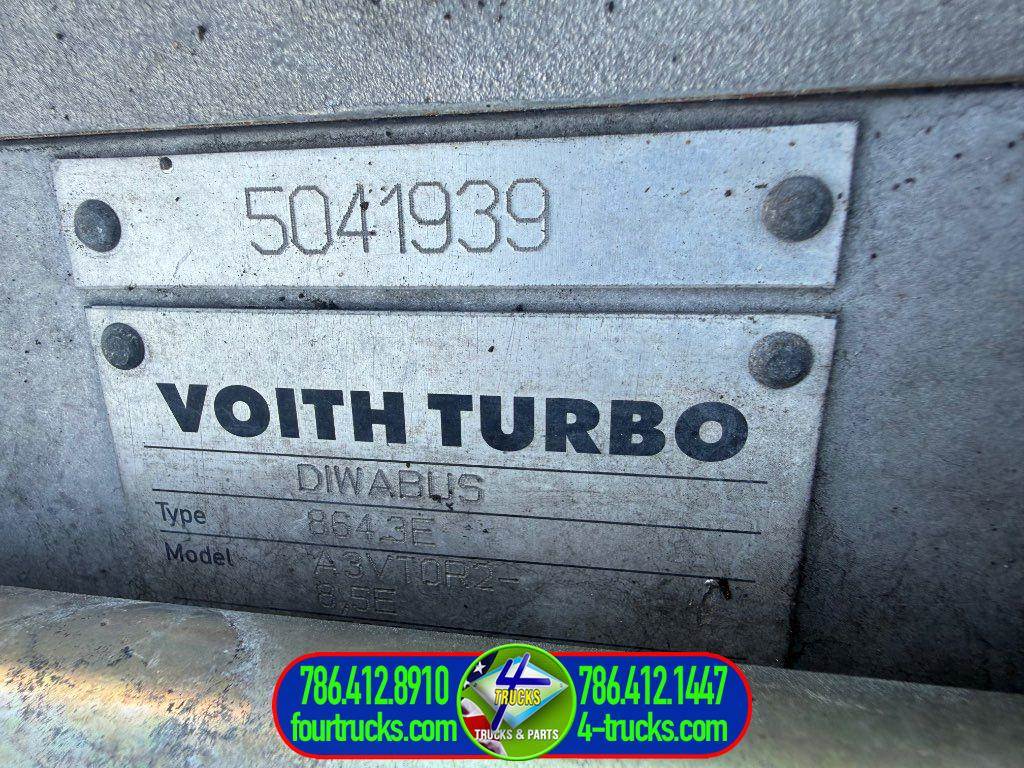 5041939
VOITH TURBO
DIWABUS
Type 864.3E
Model A3VTOR2-
8,5E
786.412.8910 4 TRUCKS 786.412.1447
fourtrucks.com TRUCKS & PARTS 4-trucks.com